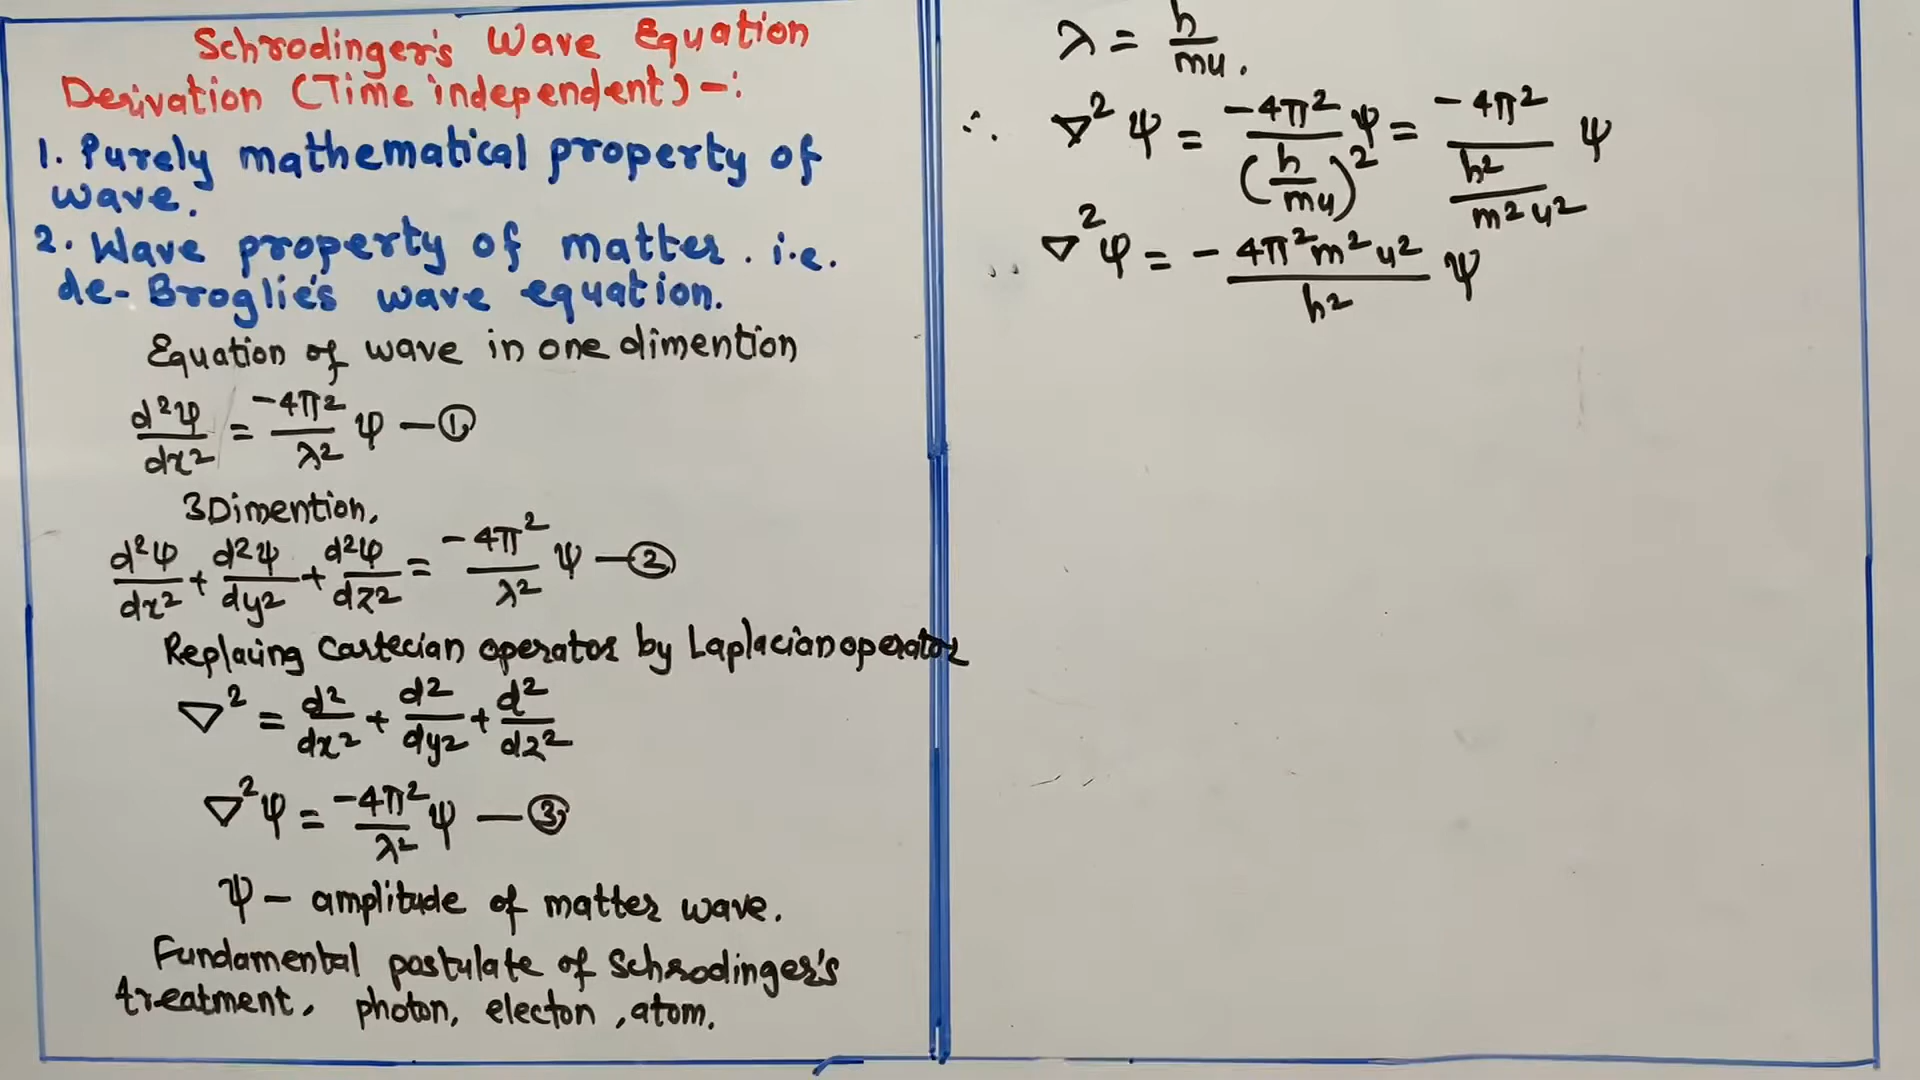 Schrodinger's Wave Equation
Derivation (Time independent) -:
1. Purely mathematical property of
wave.
2. Wave property of matter. i.e.
de-Broglie's wave equation.
Equation of wave in one dimention
d²ψ/dx² = -4π²/λ² ψ — ①
3Dimention,
d²ψ/dx² + d²ψ/dy² + d²ψ/dz² = -4π²/λ² ψ — ②
Replacing Cartecian operator by Laplacian operator
∇² = d²/dx² + d²/dy² + d²/dz²
∇²ψ = -4π²/λ² ψ — ③
ψ - amplitude of matter wave.
Fundamental postulate of Schrodinger's
treatment, photon, electon, atom.
λ = h/mu.
∴ ∇²ψ = -4π²/(h/mu)² ψ = -4π²/(h²/m²u²) ψ
∇²ψ = -4π²m²u²/h² ψ